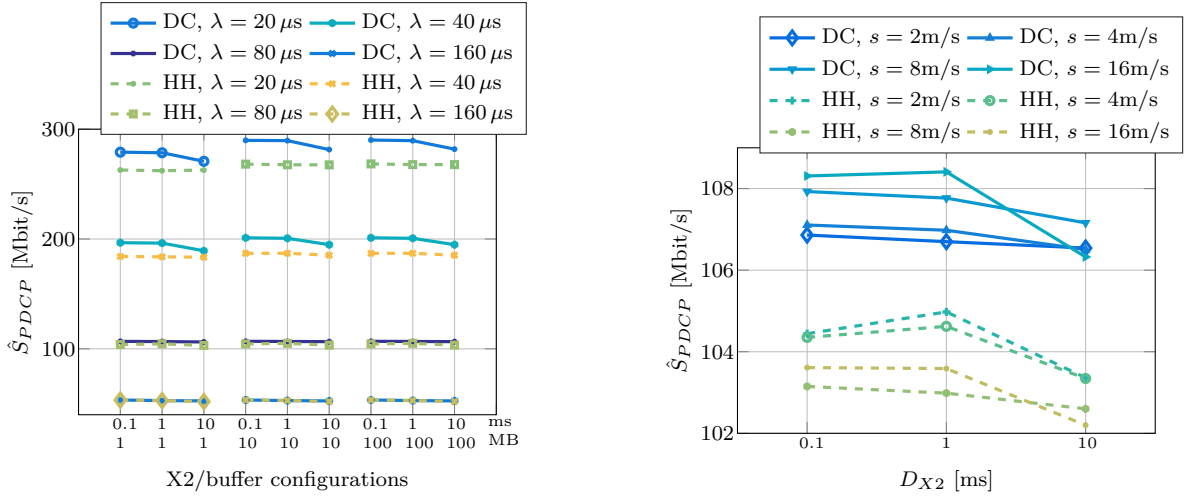 DC, λ = 20 μs DC, λ = 40 μs
DC, λ = 80 μs DC, λ = 160 μs
HH, λ = 20 μs HH, λ = 40 μs
HH, λ = 80 μs HH, λ = 160 μs
300
200
100
Ŝ_PDCP [Mbit/s]
0.1 1 10 0.1 1 10 0.1 1 10 ms
1 1 1 10 10 10 100 100 100 MB
X2/buffer configurations
DC, s = 2m/s DC, s = 4m/s
DC, s = 8m/s DC, s = 16m/s
HH, s = 2m/s HH, s = 4m/s
HH, s = 8m/s HH, s = 16m/s
108
106
104
102
Ŝ_PDCP [Mbit/s]
0.1 1 10
D_X2 [ms]